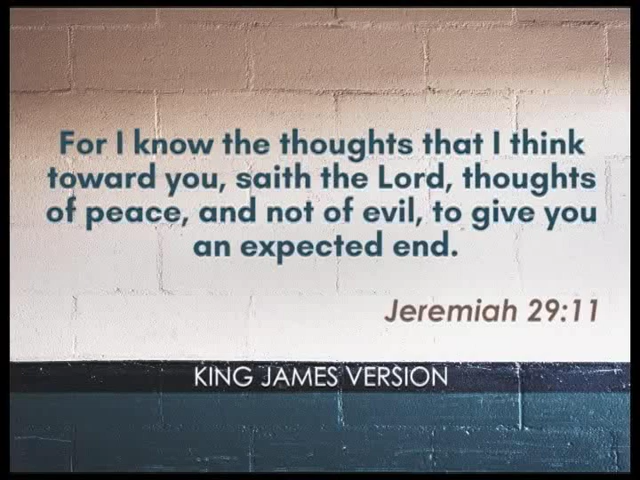 For I know the thoughts that I think
toward you, saith the Lord, thoughts
of peace, and not of evil, to give you
an expected end.
Jeremiah 29:11
KING JAMES VERSION